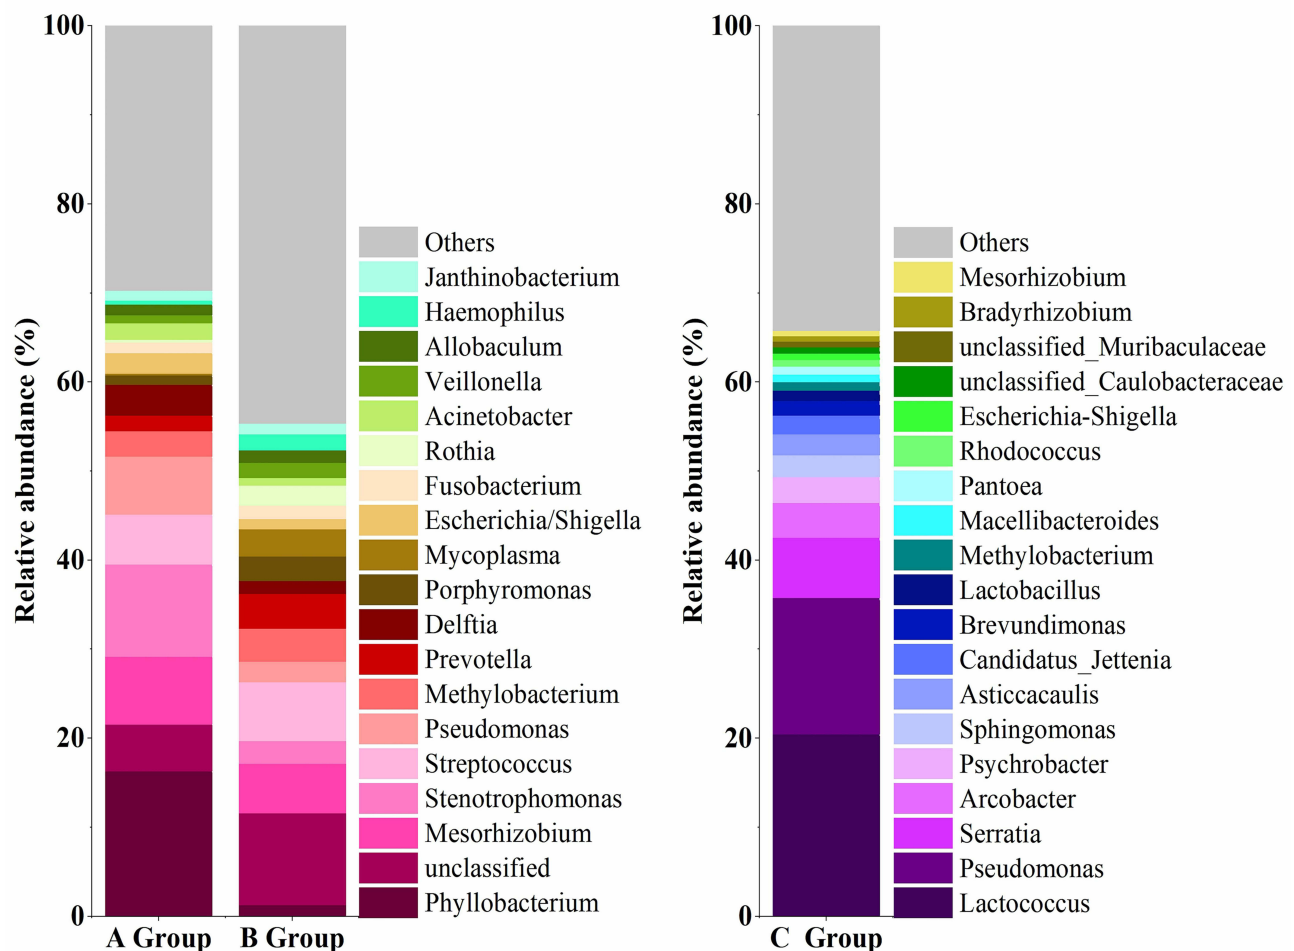 100
80
60
40
20
0
Relative abundance (%)
A Group
B Group
Others
Janthinobacterium
Haemophilus
Allobaculum
Veillonella
Acinetobacter
Rothia
Fusobacterium
Escherichia/Shigella
Mycoplasma
Porphyromonas
Delftia
Prevotella
Methylobacterium
Pseudomonas
Streptococcus
Stenotrophomonas
Mesorhizobium
unclassified
Phyllobacterium
100
80
60
40
20
0
Relative abundance (%)
C Group
Others
Mesorhizobium
Bradyrhizobium
unclassified_Muribaculaceae
unclassified_Caulobacteraceae
Escherichia-Shigella
Rhodococcus
Pantoea
Macellibacteroides
Methylobacterium
Lactobacillus
Brevundimonas
Candidatus_Jettenia
Asticcacaulis
Sphingomonas
Psychrobacter
Arcobacter
Serratia
Pseudomonas
Lactococcus